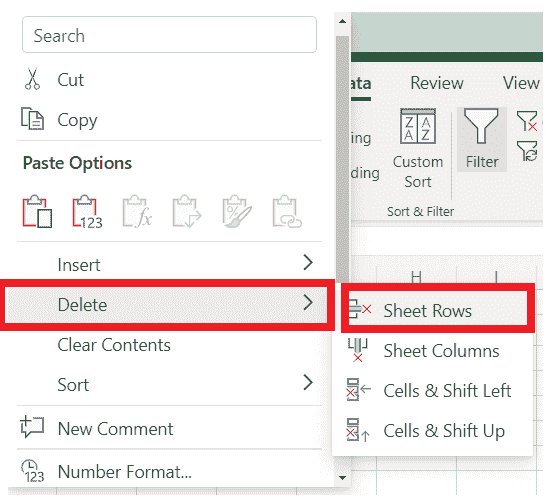 Search
Cut
Copy
Paste Options
123
fx
Insert
Delete
Clear Contents
Sort
New Comment
123
Number Format...
ata
Review
View
ing
ding
Z A
A Z
Custom
Sort
Filter
Sort & Filter
H
I
Sheet Rows
Sheet Columns
Cells & Shift Left
Cells & Shift Up